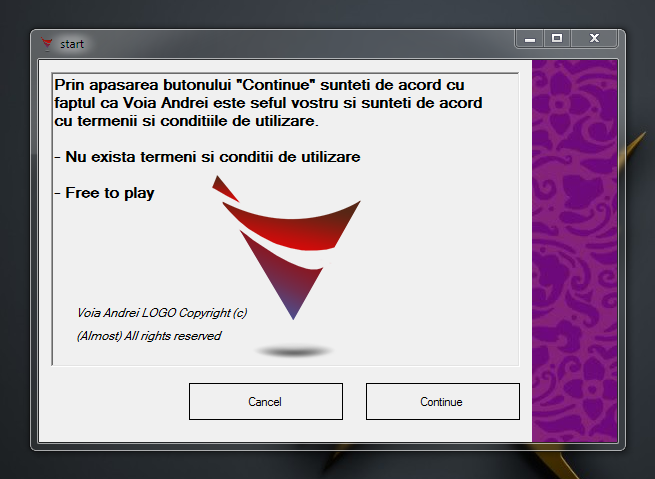 start
Prin apasarea butonului "Continue" sunteti de acord cu
faptul ca Voia Andrei este seful vostru si sunteti de acord
cu termenii si conditiile de utilizare.
- Nu exista termeni si conditii de utilizare
- Free to play
Voia Andrei LOGO Copyright (c)
(Almost) All rights reserved
Cancel
Continue